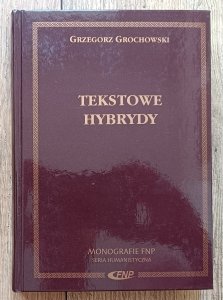 GRZEGORZ GROCHOWSKI
TEKSTOWE
HYBRYDY
MONOGRAFIE FNP
SERIA HUMANISTYCZNA
FNP